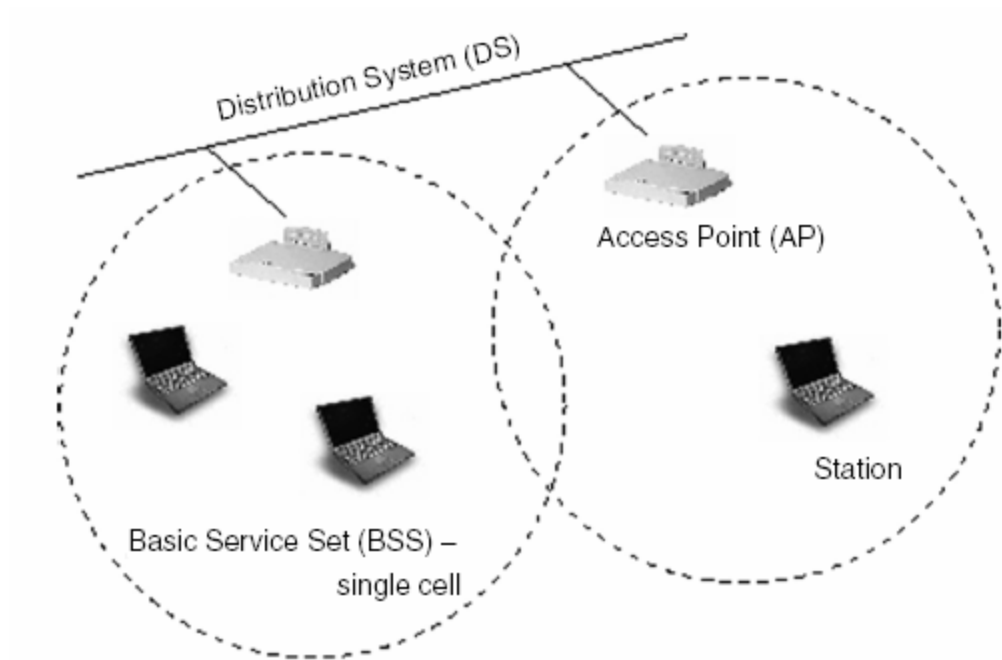 Distribution System (DS)
Access Point (AP)
Station
Basic Service Set (BSS) –
single cell